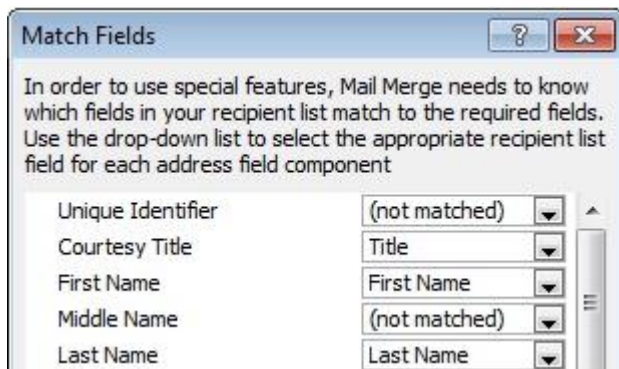 Match Fields
In order to use special features, Mail Merge needs to know
which fields in your recipient list match to the required fields.
Use the drop-down list to select the appropriate recipient list
field for each address field component
Unique Identifier (not matched)
Courtesy Title Title
First Name First Name
Middle Name (not matched)
Last Name Last Name